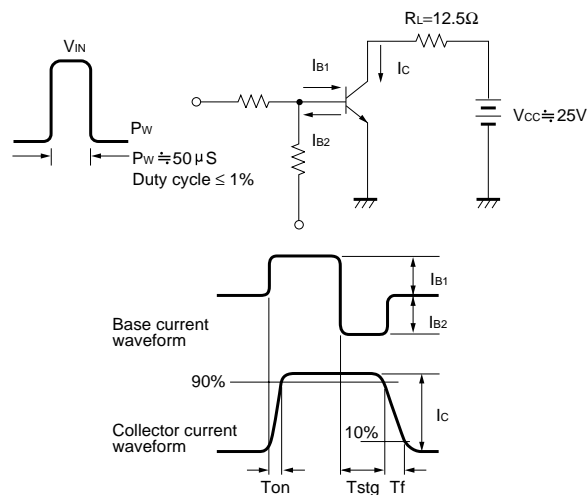 VIN
PW
PW≒50μS
Duty cycle ≤ 1%
IB1
IC
IB2
RL=12.5Ω
VCC≒25V
IB1
IB2
Base current
waveform
90%
Collector current
waveform
10%
IC
Ton
Tstg
Tf